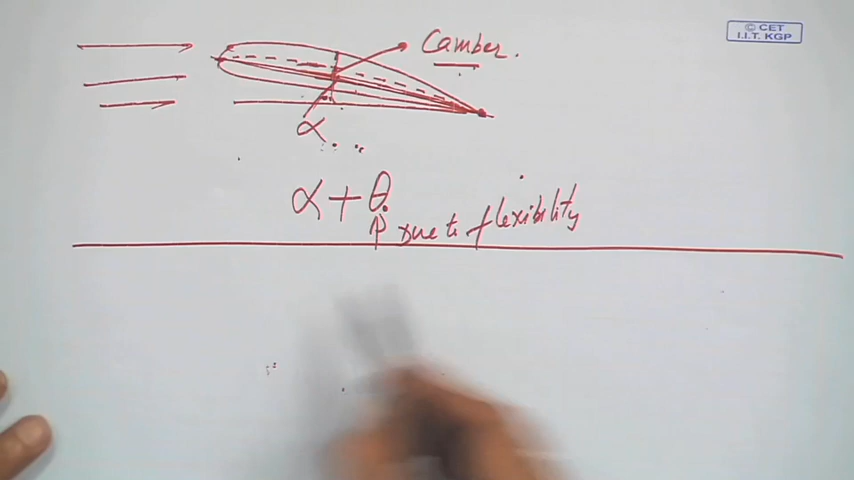 © CET
I.I.T. KGP
Camber.
α
α + θ
due to flexibility